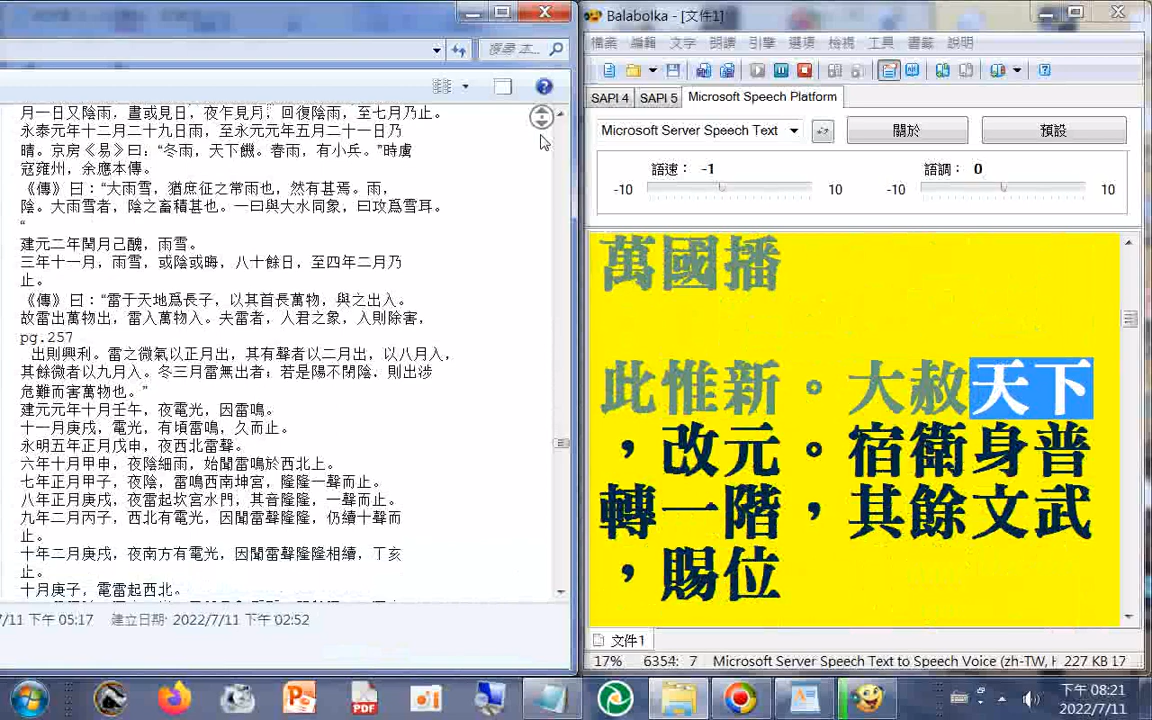 搜尋 本...
月一日又陰雨，晝或見日，夜乍見月，回復陰雨，至七月乃止。
永泰元年十二月二十九日雨，至永元元年五月二十一日乃
晴。京房《易》曰：“冬雨，天下饑。春雨，有小兵。”時虜
寇雍州，余應本傳。
《傳》曰：“大雨雪，猶庶征之常雨也，然有甚焉。雨，
陰。大雨雪者，陰之畜積甚也。一曰與大水同象，曰攻爲雪耳。
“
建元二年閏月己醜，雨雪。
三年十一月，雨雪，或陰或晦，八十餘日，至四年二月乃
止。
《傳》曰：“雷于天地爲長子，以其首長萬物，與之出入。
故雷出萬物出，雷入萬物入。夫雷者，人君之象，入則除害，
pg.257
出則興利。雷之微氣以正月出，其有聲者以二月出，以八月入，
其餘微者以九月入。冬三月雷無出者；若是陽不閉陰．則出涉
危難而害萬物也。”
建元元年十月壬午，夜電光，因雷鳴。
十一月庚戌，電光，有頃雷鳴，久而止。
永明五年正月戊申，夜西北雷聲。
六年十月甲申，夜陰細雨，始聞雷鳴於西北上。
七年正月甲子，夜陰，雷鳴西南坤宮，隆隆一聲而止。
八年正月庚戌，夜雷起坎宮水門，其音隆隆，一聲而止。
九年二月丙子，西北有電光，因聞雷聲隆隆，仍續十聲而
止。
十年二月庚戌，夜南方有電光，因聞雷聲隆隆相續，丁亥
止。
十月庚子，電雷起西北。
/11 下午 05:17 建立日期: 2022/7/11 下午 02:52
Balabolka - [文件1]
檔案 編輯 文字 朗讀 引擎 選項 檢視 工具 書籤 說明
SAPI 4 SAPI 5 Microsoft Speech Platform
Microsoft Server Speech Text 關於 預設
語速： -1 語調： 0
-10 10 -10 10
萬國播
此惟新。大赦天下
，改元。宿衛身普
轉一階，其餘文武
，賜位
文件1
17% 6354: 7 Microsoft Server Speech Text to Speech Voice (zh-TW, H 227 KB 17
下午 08:21
2022/7/11